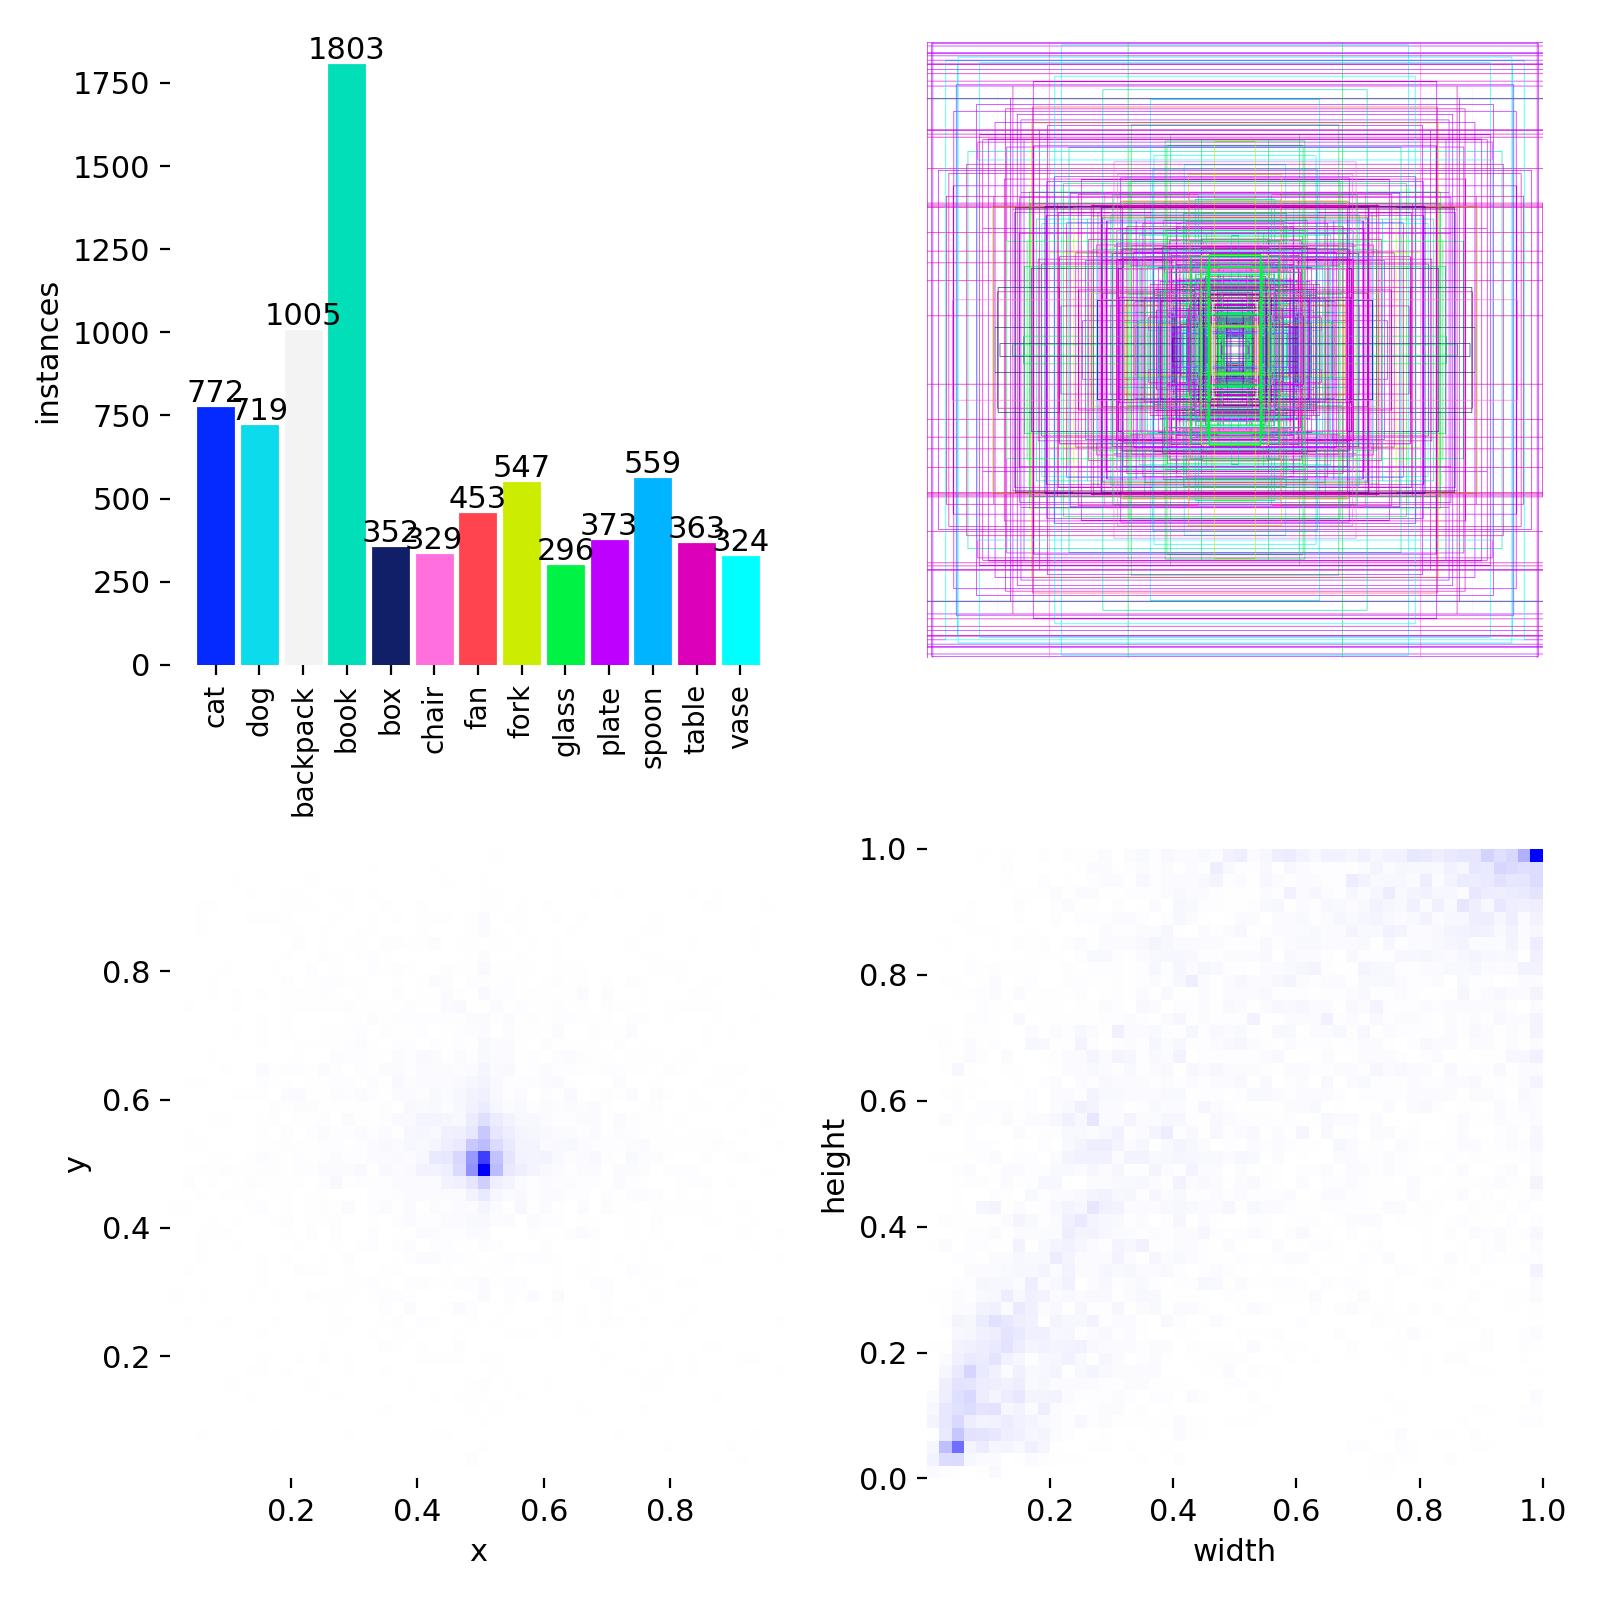 instances
1750
1500
1250
1000
750
500
250
0
772
719
1005
1803
352
329
453
547
296
373
559
363
324
cat
dog
backpack
book
box
chair
fan
fork
glass
plate
spoon
table
vase
y
0.8
0.6
0.4
0.2
0.2 0.4 0.6 0.8
x
height
1.0
0.8
0.6
0.4
0.2
0.0
0.2 0.4 0.6 0.8 1.0
width